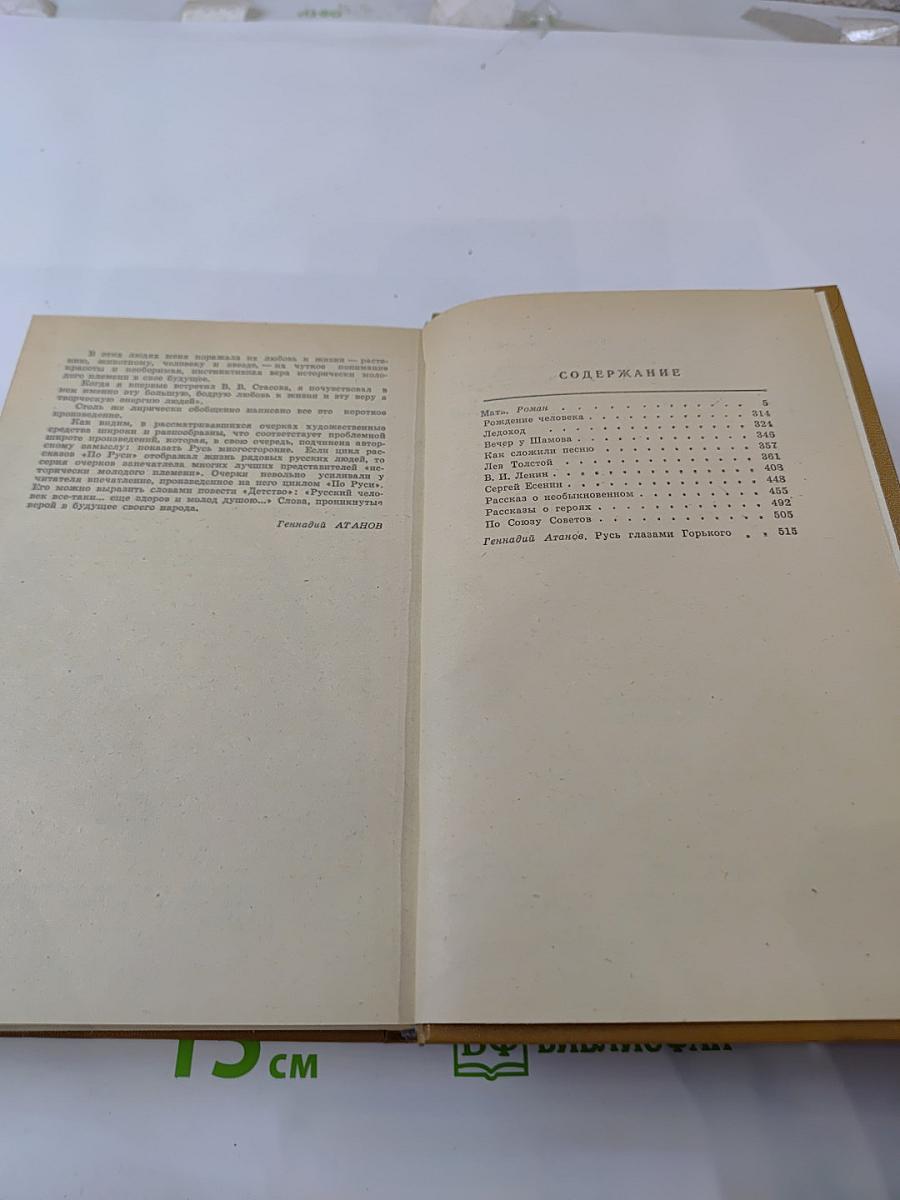 В этих людях меня поражала их любовь к жизни — расте-
нию, животному, человеку и звезде, — их чуткое понимание
красоты и необоримая, инстинктивная вера исторически моло-
дого племени в свое будущее.
Когда я впервые встретил В. В. Стасова, я почувствовал в
нем именно эту большую, бодрую любовь к жизни и эту веру в
творческую энергию людей».
Столь же лирически обобщенно написано все это короткое
произведение.
Как видим, в рассматривавшихся очерках художественные
средства широки и разнообразны, что соответствует проблемной
широте произведений, которая, в свою очередь, подчинена автор-
скому замыслу: показать Русь многосторонне. Если цикл рас-
сказов «По Руси» отображал жизнь рядовых русских людей, то
серия очерков запечатлела многих лучших представителей «ис-
торически молодого племени». Очерки невольно усиливали у
читателя впечатление, произведенное на него циклом «По Руси».
Его можно выразить словами повести «Детство»: «Русский чело-
век все-таки... еще здоров и молод душою...» Слова, проникнутые
верой в будущее своего народа.
Геннадий АТАНОВ
СОДЕРЖАНИЕ
Мать. Роман . . . . . . . . . . 5
Рождение человека . . . . . . . . . 314
Ледоход . . . . . . . . . . 324
Вечер у Шамова . . . . . . . . . 345
Как сложили песню . . . . . . . . 357
Лев Толстой . . . . . . . . . . 361
В. И. Ленин . . . . . . . . . . 403
Сергей Есенин . . . . . . . . . . 448
Рассказ о необыкновенном . . . . . . . 455
Рассказы о героях . . . . . . . . . 492
По Союзу Советов . . . . . . . . . 505
Геннадий Атанов. Русь глазами Горького . . 515
15 см
БФ БИБЛИОФАН